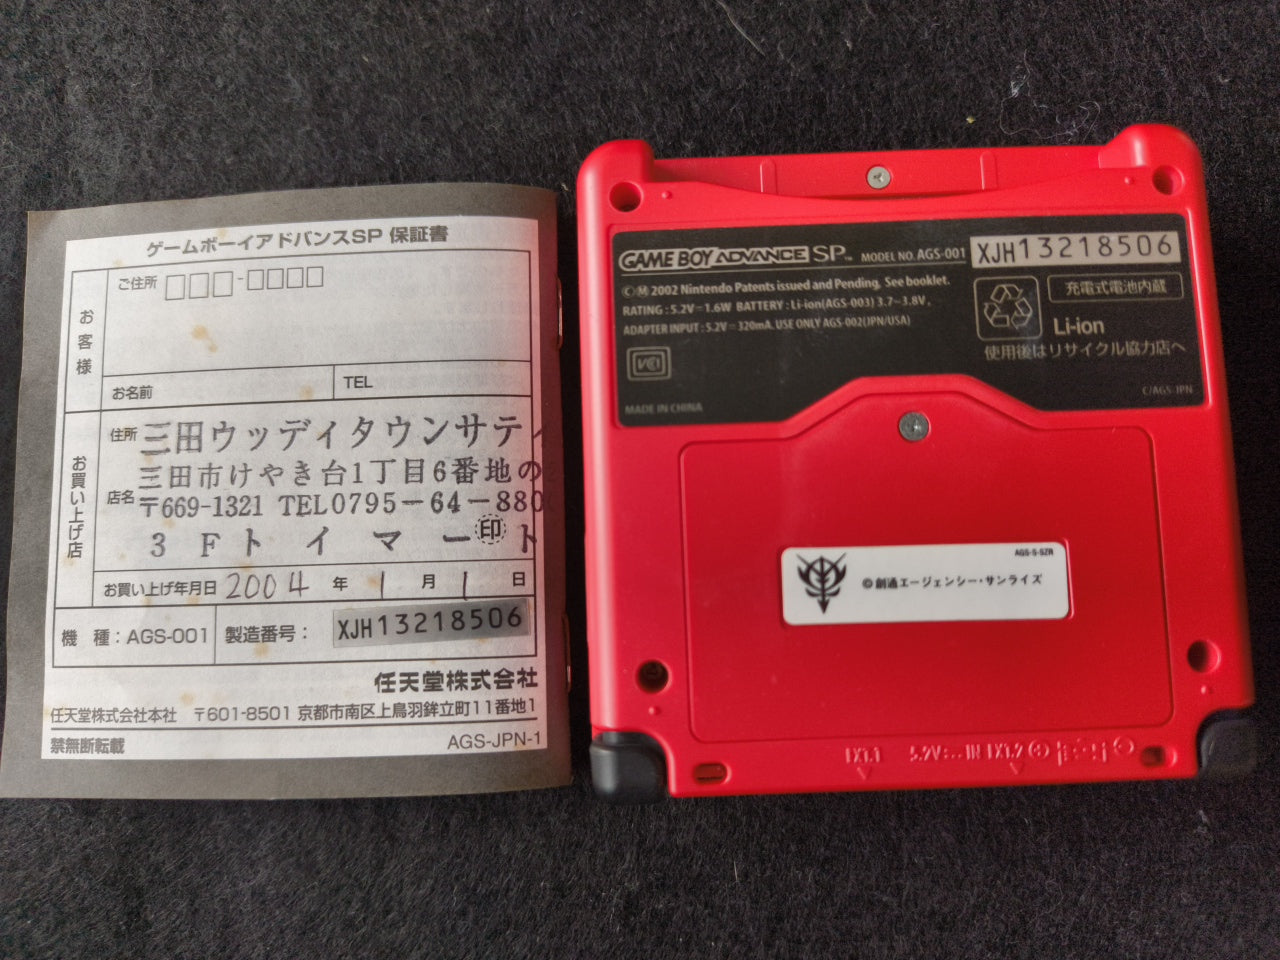 ゲームボーイアドバンスSP 保証書
お客様
ご住所 □□□-□□□□
お名前
TEL
お買い上げ店
住所
店名
三田ウッディタウンサティ
三田市けやき台1丁目6番地の
〒669-1321 TEL0795-64-880
3Fトイマート
印
お買い上げ年月日 2004 年 1 月 1 日
機 種：AGS-001
製造番号： XJH13218506
任天堂株式会社
任天堂株式会社本社 〒601-8501 京都市南区上鳥羽鉾立町11番地1
禁無断転載
AGS-JPN-1
GAME BOY ADVANCE SP™ MODEL NO. AGS-001 XJH13218506
©Ⓜ 2002 Nintendo Patents issued and Pending. See booklet.
RATING : 5.2V⎓1.6W BATTERY : Li-ion(AGS-003) 3.7⎓3.8V,
ADAPTER INPUT : 5.2V⎓320mA. USE ONLY AGS-002(JPN/USA)
VCI
MADE IN CHINA
充電式電池内蔵
Li-ion
使用後はリサイクル協力店へ
C/AGS-JPN
AGS-S-SZR
©創通エージェンシー・サンライズ
EXT.1
5.2V⎓ IN EXT.2